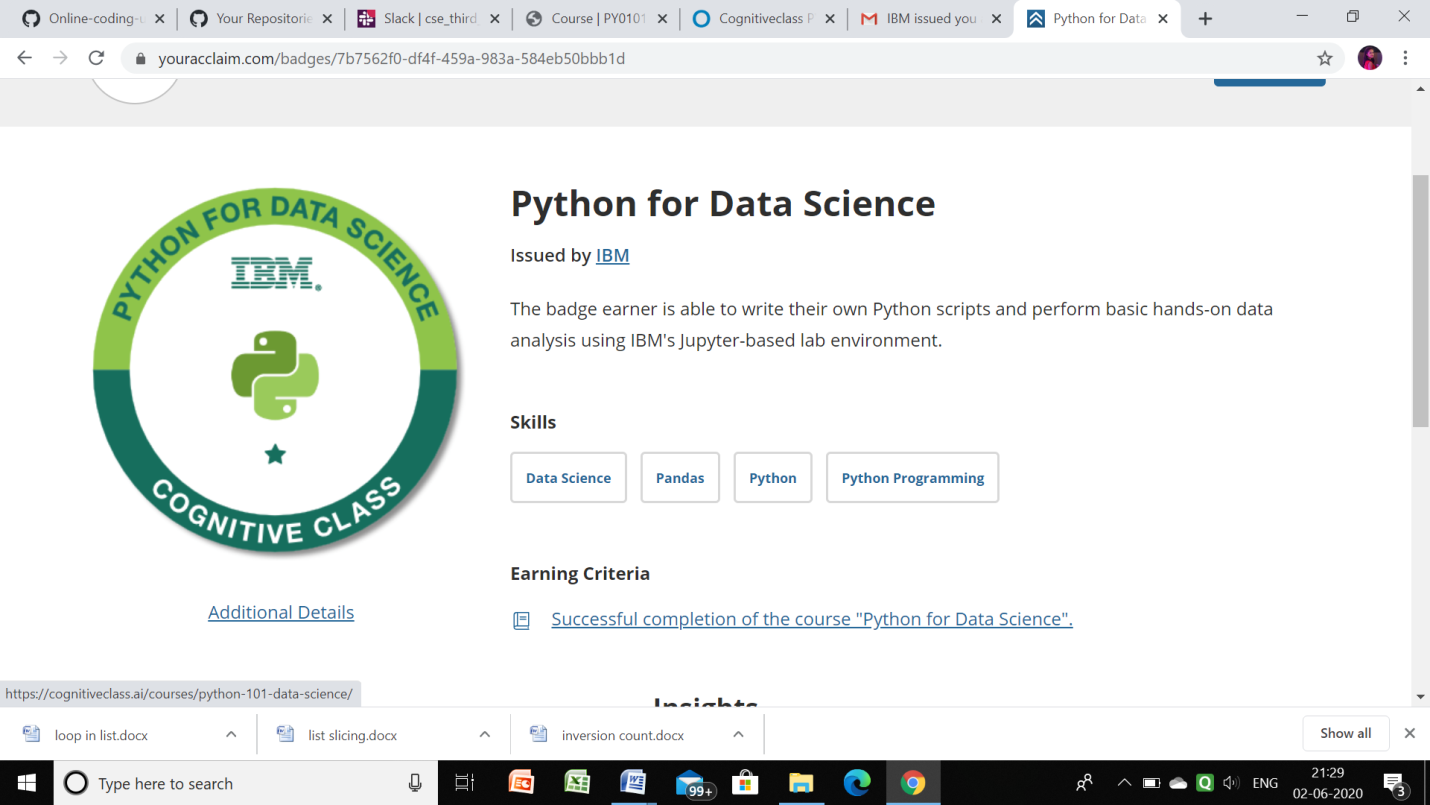 Online-coding-u
Your Repositorie
Slack | cse_third
Course | PY0101
Cognitiveclass P
IBM issued you
Python for Data
youracclaim.com/badges/7b7562f0-df4f-459a-983a-584eb50bbb1d
PYTHON FOR DATA SCIENCE
IBM.
COGNITIVE CLASS
Additional Details
Python for Data Science
Issued by IBM
The badge earner is able to write their own Python scripts and perform basic hands-on data
analysis using IBM's Jupyter-based lab environment.
Skills
Data Science
Pandas
Python
Python Programming
Earning Criteria
Successful completion of the course "Python for Data Science".
Insights
https://cognitiveclass.ai/courses/python-101-data-science/
loop in list.docx
list slicing.docx
inversion count.docx
Show all
Type here to search
99+
ENG
21:29
02-06-2020
3